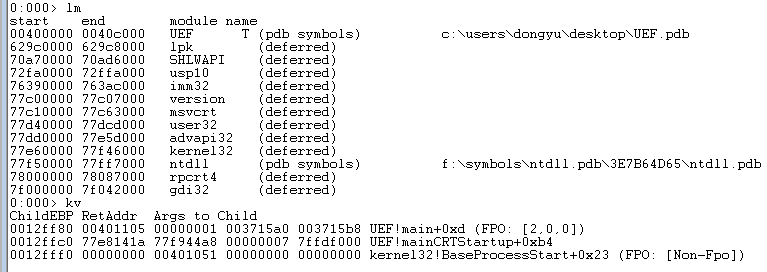 0:000> lm
start    end        module name
00400000 0040c000   UEF      T (pdb symbols)          c:\users\dongyu\desktop\UEF.pdb
629c0000 629c8000   lpk        (deferred)
70a70000 70ad6000   SHLWAPI    (deferred)
72fa0000 72ffa000   usp10      (deferred)
76390000 763ac000   imm32      (deferred)
77c00000 77c07000   version    (deferred)
77c10000 77c63000   msvcrt     (deferred)
77d40000 77dcd000   user32     (deferred)
77dd0000 77e5d000   advapi32   (deferred)
77e60000 77f46000   kernel32   (deferred)
77f50000 77ff7000   ntdll      (pdb symbols)          f:\symbols\ntdll.pdb\3E7B64D65\ntdll.pdb
78000000 78087000   rpcrt4     (deferred)
7f000000 7f042000   gdi32      (deferred)
0:000> kv
ChildEBP RetAddr  Args to Child
0012ff80 00401105 00000001 003715a0 003715b8 UEF!main+0xd (FPO: [2,0,0])
0012ffc0 77e8141a 77f944a8 00000007 7ffdf000 UEF!mainCRTStartup+0xb4
0012fff0 00000000 00401051 00000000 00000000 kernel32!BaseProcessStart+0x23 (FPO: [Non-Fpo])